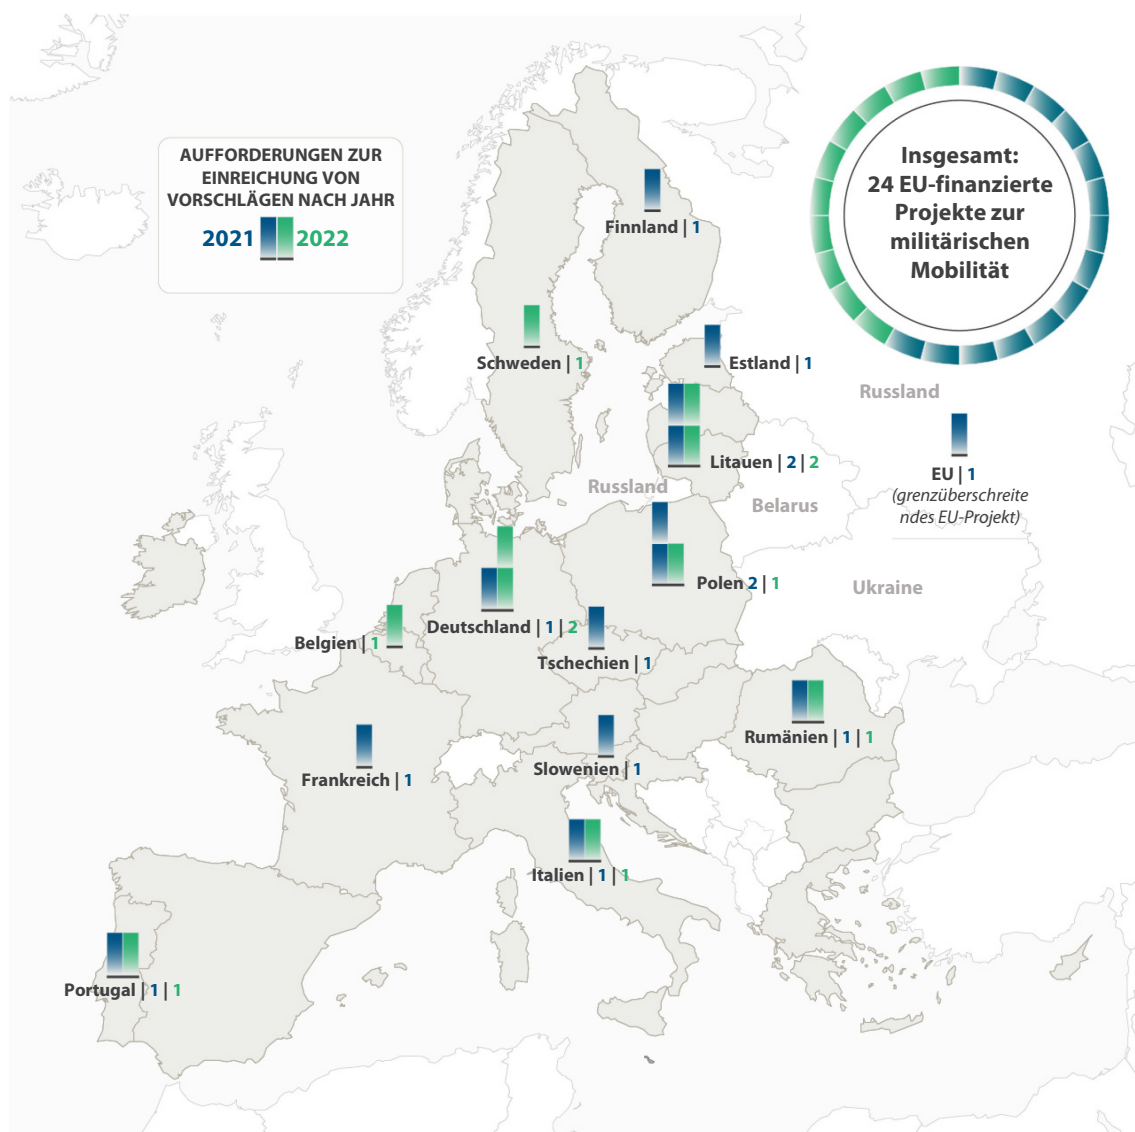 AUFFORDERUNGEN ZUR
EINREICHUNG VON
VORSCHLÄGEN NACH JAHR
2021 2022
Insgesamt:
24 EU-finanzierte
Projekte zur
militärischen
Mobilität
Finnland | 1
Schweden | 1
Estland | 1
Russland
Litauen | 2 | 2
EU | 1
(grenzüberschreite
ndes EU-Projekt)
Russland
Belarus
Polen 2 | 1
Ukraine
Deutschland | 1 | 2
Belgien | 1
Tschechien | 1
Rumänien | 1 | 1
Slowenien | 1
Frankreich | 1
Italien | 1 | 1
Portugal | 1 | 1